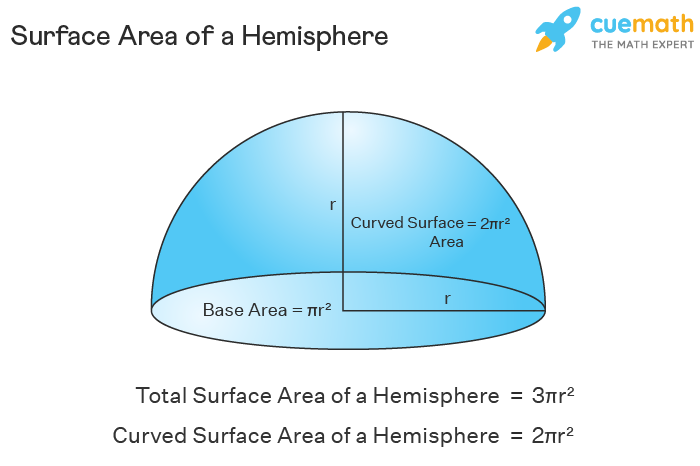 Surface Area of a Hemisphere
cuemath
THE MATH EXPERT
r
Curved Surface = 2πr²
Area
r
Base Area = πr²
Total Surface Area of a Hemisphere = 3πr²
Curved Surface Area of a Hemisphere = 2πr²